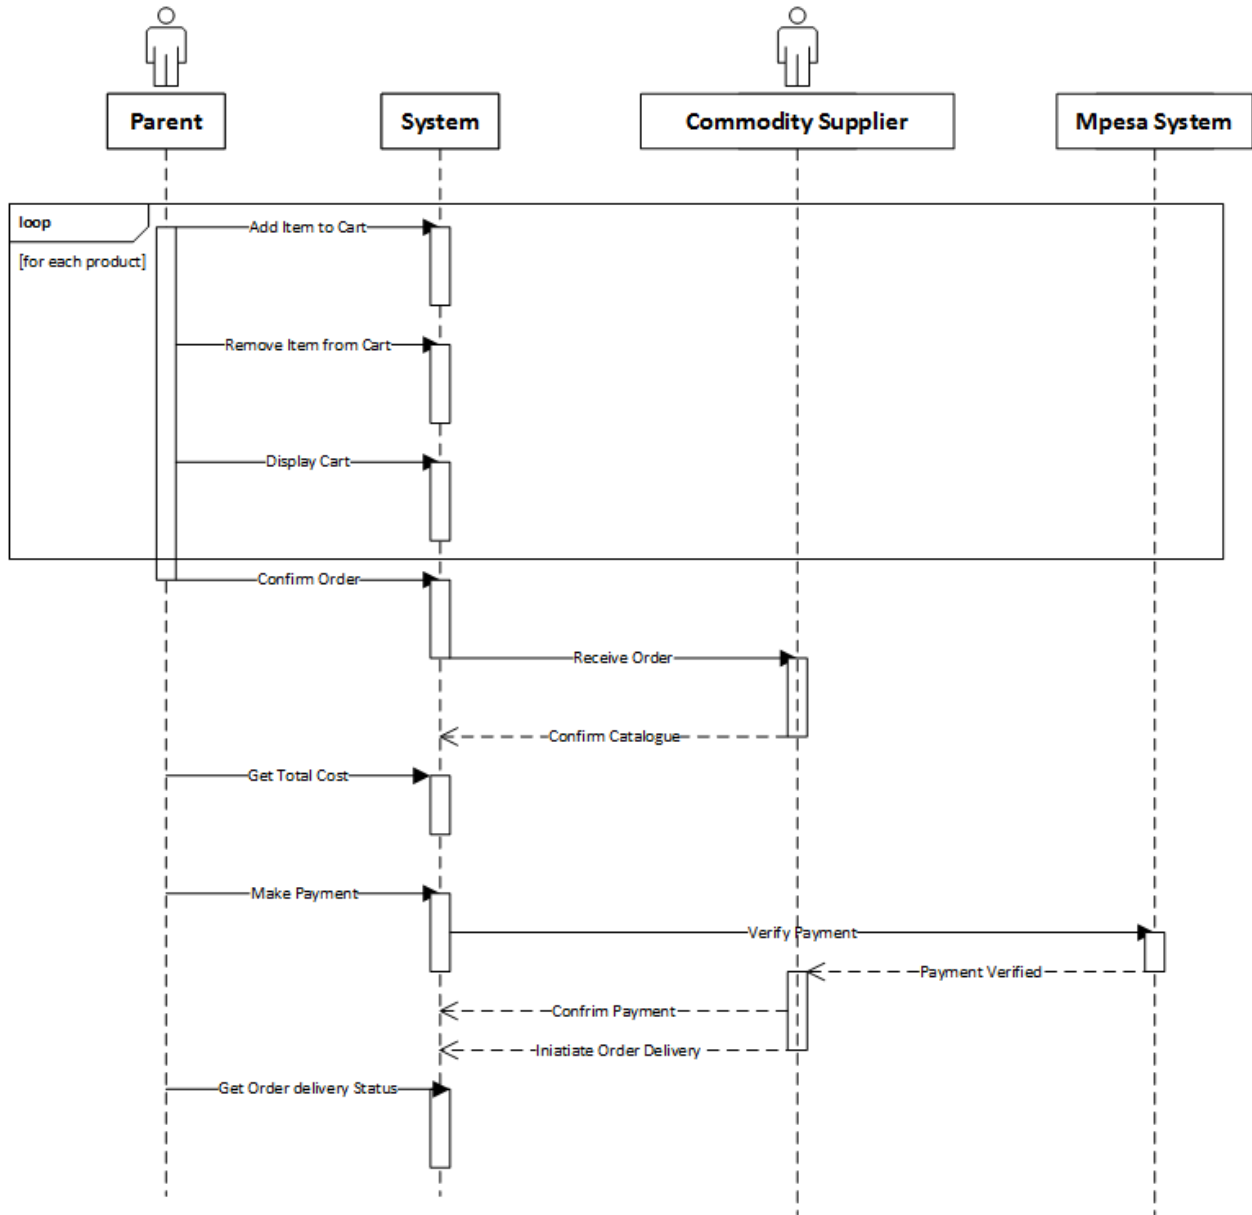 Parent
System
Commodity Supplier
Mpesa System
loop
[for each product]
Add Item to Cart
Remove Item from Cart
Display Cart
Confirm Order
Receive Order
Confirm Catalogue
Get Total Cost
Make Payment
Verify Payment
Payment Verified
Confrim Payment
Iniatiate Order Delivery
Get Order delivery Status